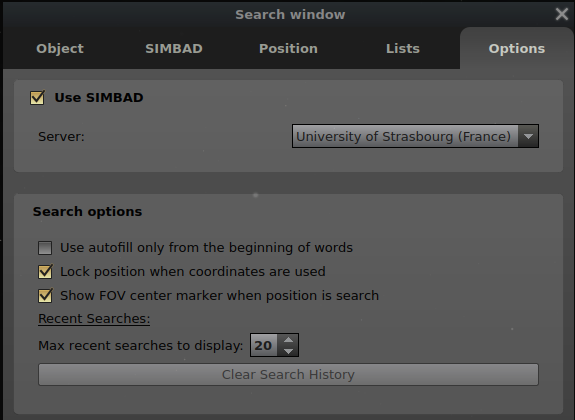 Search window
Object SIMBAD Position Lists Options
Use SIMBAD
Server: University of Strasbourg (France)
Search options
Use autofill only from the beginning of words
Lock position when coordinates are used
Show FOV center marker when position is search
Recent Searches:
Max recent searches to display: 20
Clear Search History